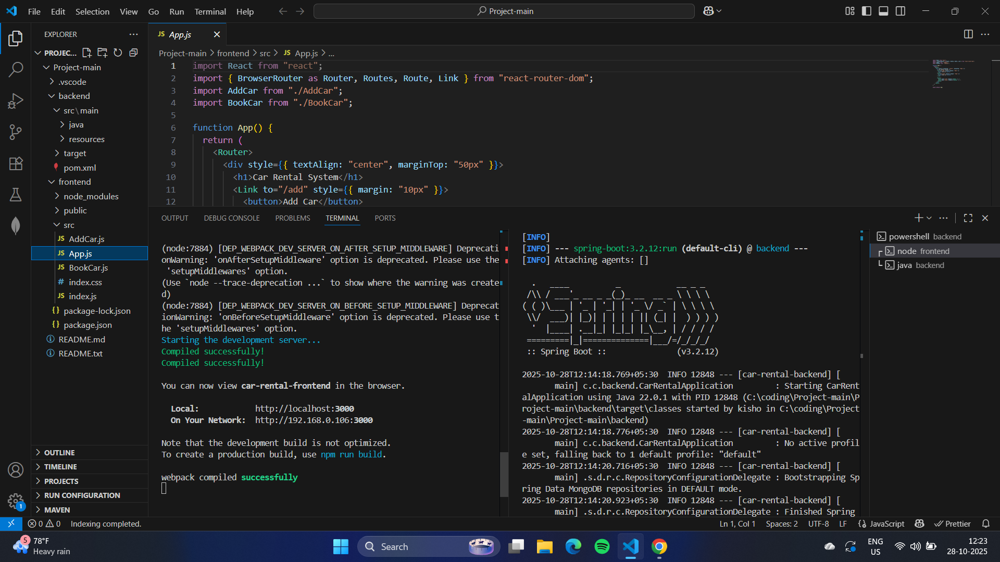 File Edit Selection View Go Run Terminal Help
Project-main
EXPLORER
PROJEC...
Project-main
.vscode
backend
src\main
java
resources
target
pom.xml
frontend
node_modules
public
src
JS AddCar.js
JS App.js
JS BookCar.js
# index.css
JS index.js
{} package-lock.json
{} package.json
README.md
README.txt
OUTLINE
TIMELINE
PROJECTS
RUN CONFIGURATION
MAVEN
JS App.js
Project-main > frontend > src > JS App.js > ...
1 import React from "react";
2 import { BrowserRouter as Router, Routes, Route, Link } from "react-router-dom";
3 import AddCar from "./AddCar";
4 import BookCar from "./BookCar";
5
6 function App() {
7 return (
8 <Router>
9 <div style={{ textAlign: "center", marginTop: "50px" }}>
10 <h1>Car Rental System</h1>
11 <Link to="/add" style={{ margin: "10px" }}>
12 <button>Add Car</button>
OUTPUT DEBUG CONSOLE PROBLEMS TERMINAL PORTS
(node:7884) [DEP_WEBPACK_DEV_SERVER_ON_AFTER_SETUP_MIDDLEWARE] Deprecati
onWarning: 'onAfterSetupMiddleware' option is deprecated. Please use the
'setupMiddlewares' option.
(Use `node --trace-deprecation ...` to show where the warning was create
d)
(node:7884) [DEP_WEBPACK_DEV_SERVER_ON_BEFORE_SETUP_MIDDLEWARE] Deprecat
ionWarning: 'onBeforeSetupMiddleware' option is deprecated. Please use t
he 'setupMiddlewares' option.
Starting the development server...
Compiled successfully!
Compiled successfully!
You can now view car-rental-frontend in the browser.
Local: http://localhost:3000
On Your Network: http://192.168.0.106:3000
Note that the development build is not optimized.
To create a production build, use npm run build.
webpack compiled successfully
[INFO]
[INFO] --- spring-boot:3.2.12:run (default-cli) @ backend ---
[INFO] Attaching agents: []
Spring
:: Spring Boot :: (v3.2.12)
2025-10-28T12:14:18.769+05:30 INFO 12848 --- [car-rental-backend] [
main] c.c.backend.CarRentalApplication : Starting CarRent
alApplication using Java 22.0.1 with PID 12848 (C:\coding\Project-main\P
roject-main\backend\target\classes started by kisho in C:\coding\Project
-main\Project-main\backend)
2025-10-28T12:14:18.776+05:30 INFO 12848 --- [car-rental-backend] [
main] c.c.backend.CarRentalApplication : No active profil
e set, falling back to 1 default profile: "default"
2025-10-28T12:14:20.716+05:30 INFO 12848 --- [car-rental-backend] [
main] .s.d.r.c.RepositoryConfigurationDelegate : Bootstrapping Sp
ring Data MongoDB repositories in DEFAULT mode.
2025-10-28T12:14:20.923+05:30 INFO 12848 --- [car-rental-backend] [
main] .s.d.r.c.RepositoryConfigurationDelegate : Finished Spring
powershell backend
node frontend
java backend
1
0 0 Indexing completed.
Ln 1, Col 1 Spaces: 2 UTF-8 LF {} JavaScript Prettier
5
78°F
Heavy rain
Search
ENG
US
12:23
28-10-2025